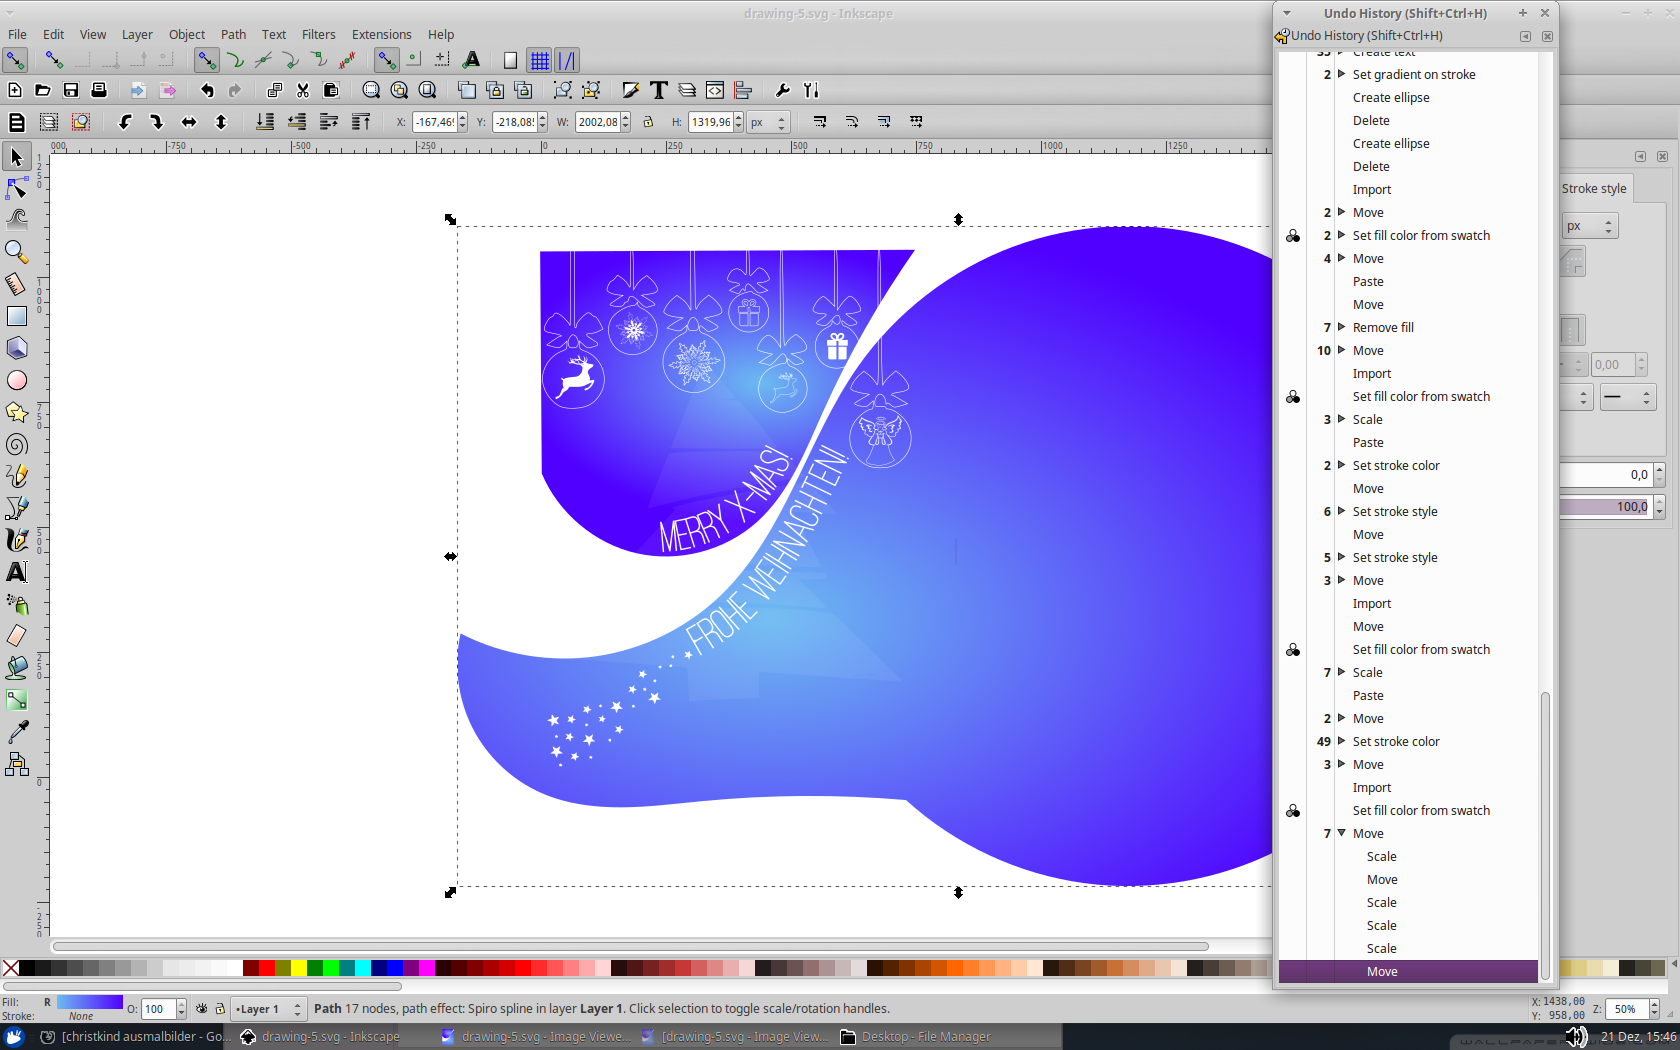 drawing-5.svg - Inkscape
File Edit View Layer Object Path Text Filters Extensions Help
X: -167,46 Y: -218,08 W: 2002,08 H: 1319,96 px
-750 -500 -250 0 250 500 750 1000 1250
MERRY X-MAS!
FROHE WEIHNACHTEN!
Undo History (Shift+Ctrl+H)
Undo History (Shift+Ctrl+H)
35 Create text
2 Set gradient on stroke
Create ellipse
Delete
Create ellipse
Delete
Import
2 Move
2 Set fill color from swatch
4 Move
Paste
Move
7 Remove fill
10 Move
Import
Set fill color from swatch
3 Scale
Paste
2 Set stroke color
Move
6 Set stroke style
Move
5 Set stroke style
3 Move
Import
Move
Set fill color from swatch
7 Scale
Paste
2 Move
49 Set stroke color
3 Move
Import
Set fill color from swatch
7 Move
Scale
Move
Scale
Scale
Scale
Move
Stroke style
px
0,00
0,0
100,0
Fill: R O: 100 •Layer 1 Path 17 nodes, path effect: Spiro spline in layer Layer 1. Click selection to toggle scale/rotation handles.
Stroke: None
X: 1438,00
Y: 958,00
Z: 50%
[christkind ausmalbilder - Go... drawing-5.svg - Inkscape drawing-5.svg - Image Viewe... [drawing-5.svg - Image View... Desktop - File Manager 21 Dez, 15:46